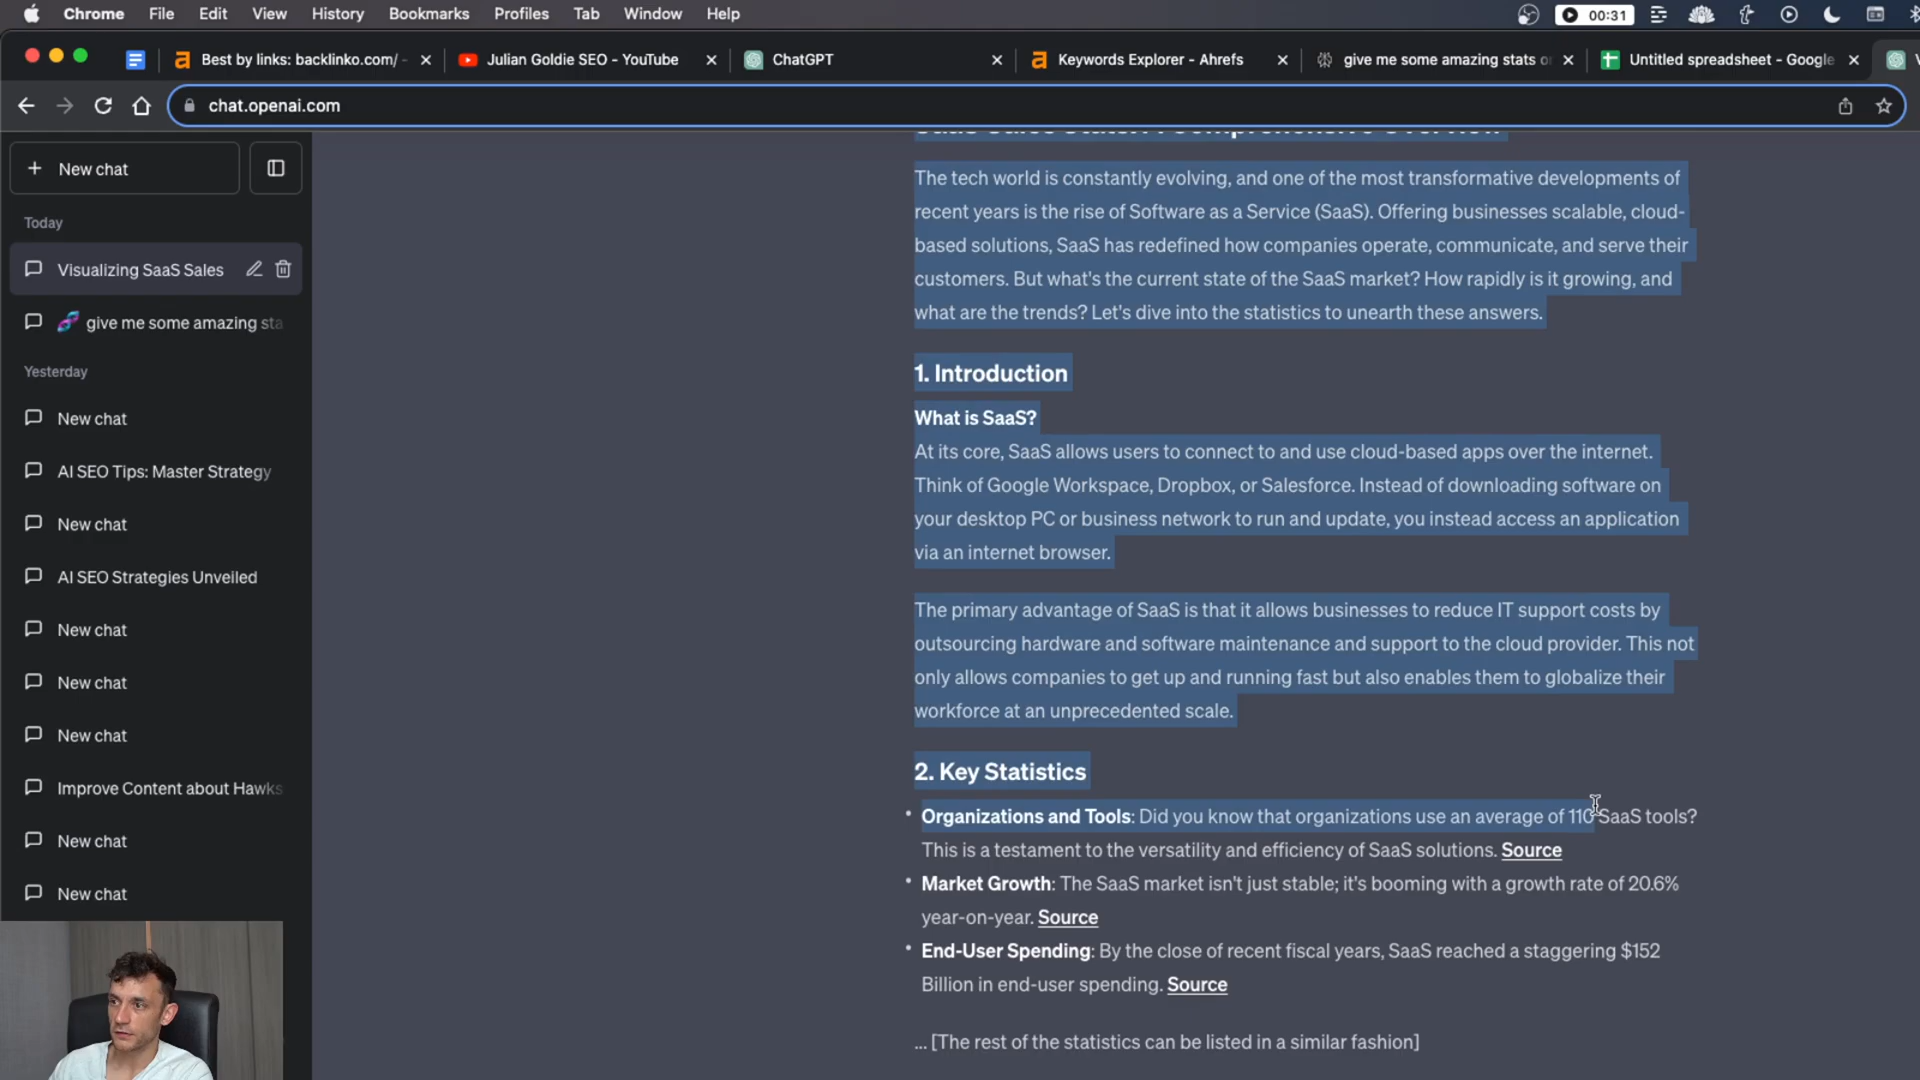 Chrome File Edit View History Bookmarks Profiles Tab Window Help 00:31
Best by links: backlinko.com/ - Julian Goldie SEO - YouTube ChatGPT Keywords Explorer - Ahrefs give me some amazing stats o Untitled spreadsheet - Google
chat.openai.com
+ New chat
Today
Visualizing SaaS Sales
give me some amazing sta
Yesterday
New chat
AI SEO Tips: Master Strategy
New chat
AI SEO Strategies Unveiled
New chat
New chat
New chat
Improve Content about Hawks
New chat
New chat
SaaS Sales Stats: A Comprehensive Overview
The tech world is constantly evolving, and one of the most transformative developments of
recent years is the rise of Software as a Service (SaaS). Offering businesses scalable, cloud-
based solutions, SaaS has redefined how companies operate, communicate, and serve their
customers. But what's the current state of the SaaS market? How rapidly is it growing, and
what are the trends? Let's dive into the statistics to unearth these answers.
1. Introduction
What is SaaS?
At its core, SaaS allows users to connect to and use cloud-based apps over the internet.
Think of Google Workspace, Dropbox, or Salesforce. Instead of downloading software on
your desktop PC or business network to run and update, you instead access an application
via an internet browser.
The primary advantage of SaaS is that it allows businesses to reduce IT support costs by
outsourcing hardware and software maintenance and support to the cloud provider. This not
only allows companies to get up and running fast but also enables them to globalize their
workforce at an unprecedented scale.
2. Key Statistics
• Organizations and Tools: Did you know that organizations use an average of 110 SaaS tools?
This is a testament to the versatility and efficiency of SaaS solutions. Source
• Market Growth: The SaaS market isn't just stable; it's booming with a growth rate of 20.6%
year-on-year. Source
• End-User Spending: By the close of recent fiscal years, SaaS reached a staggering $152
Billion in end-user spending. Source
... [The rest of the statistics can be listed in a similar fashion]